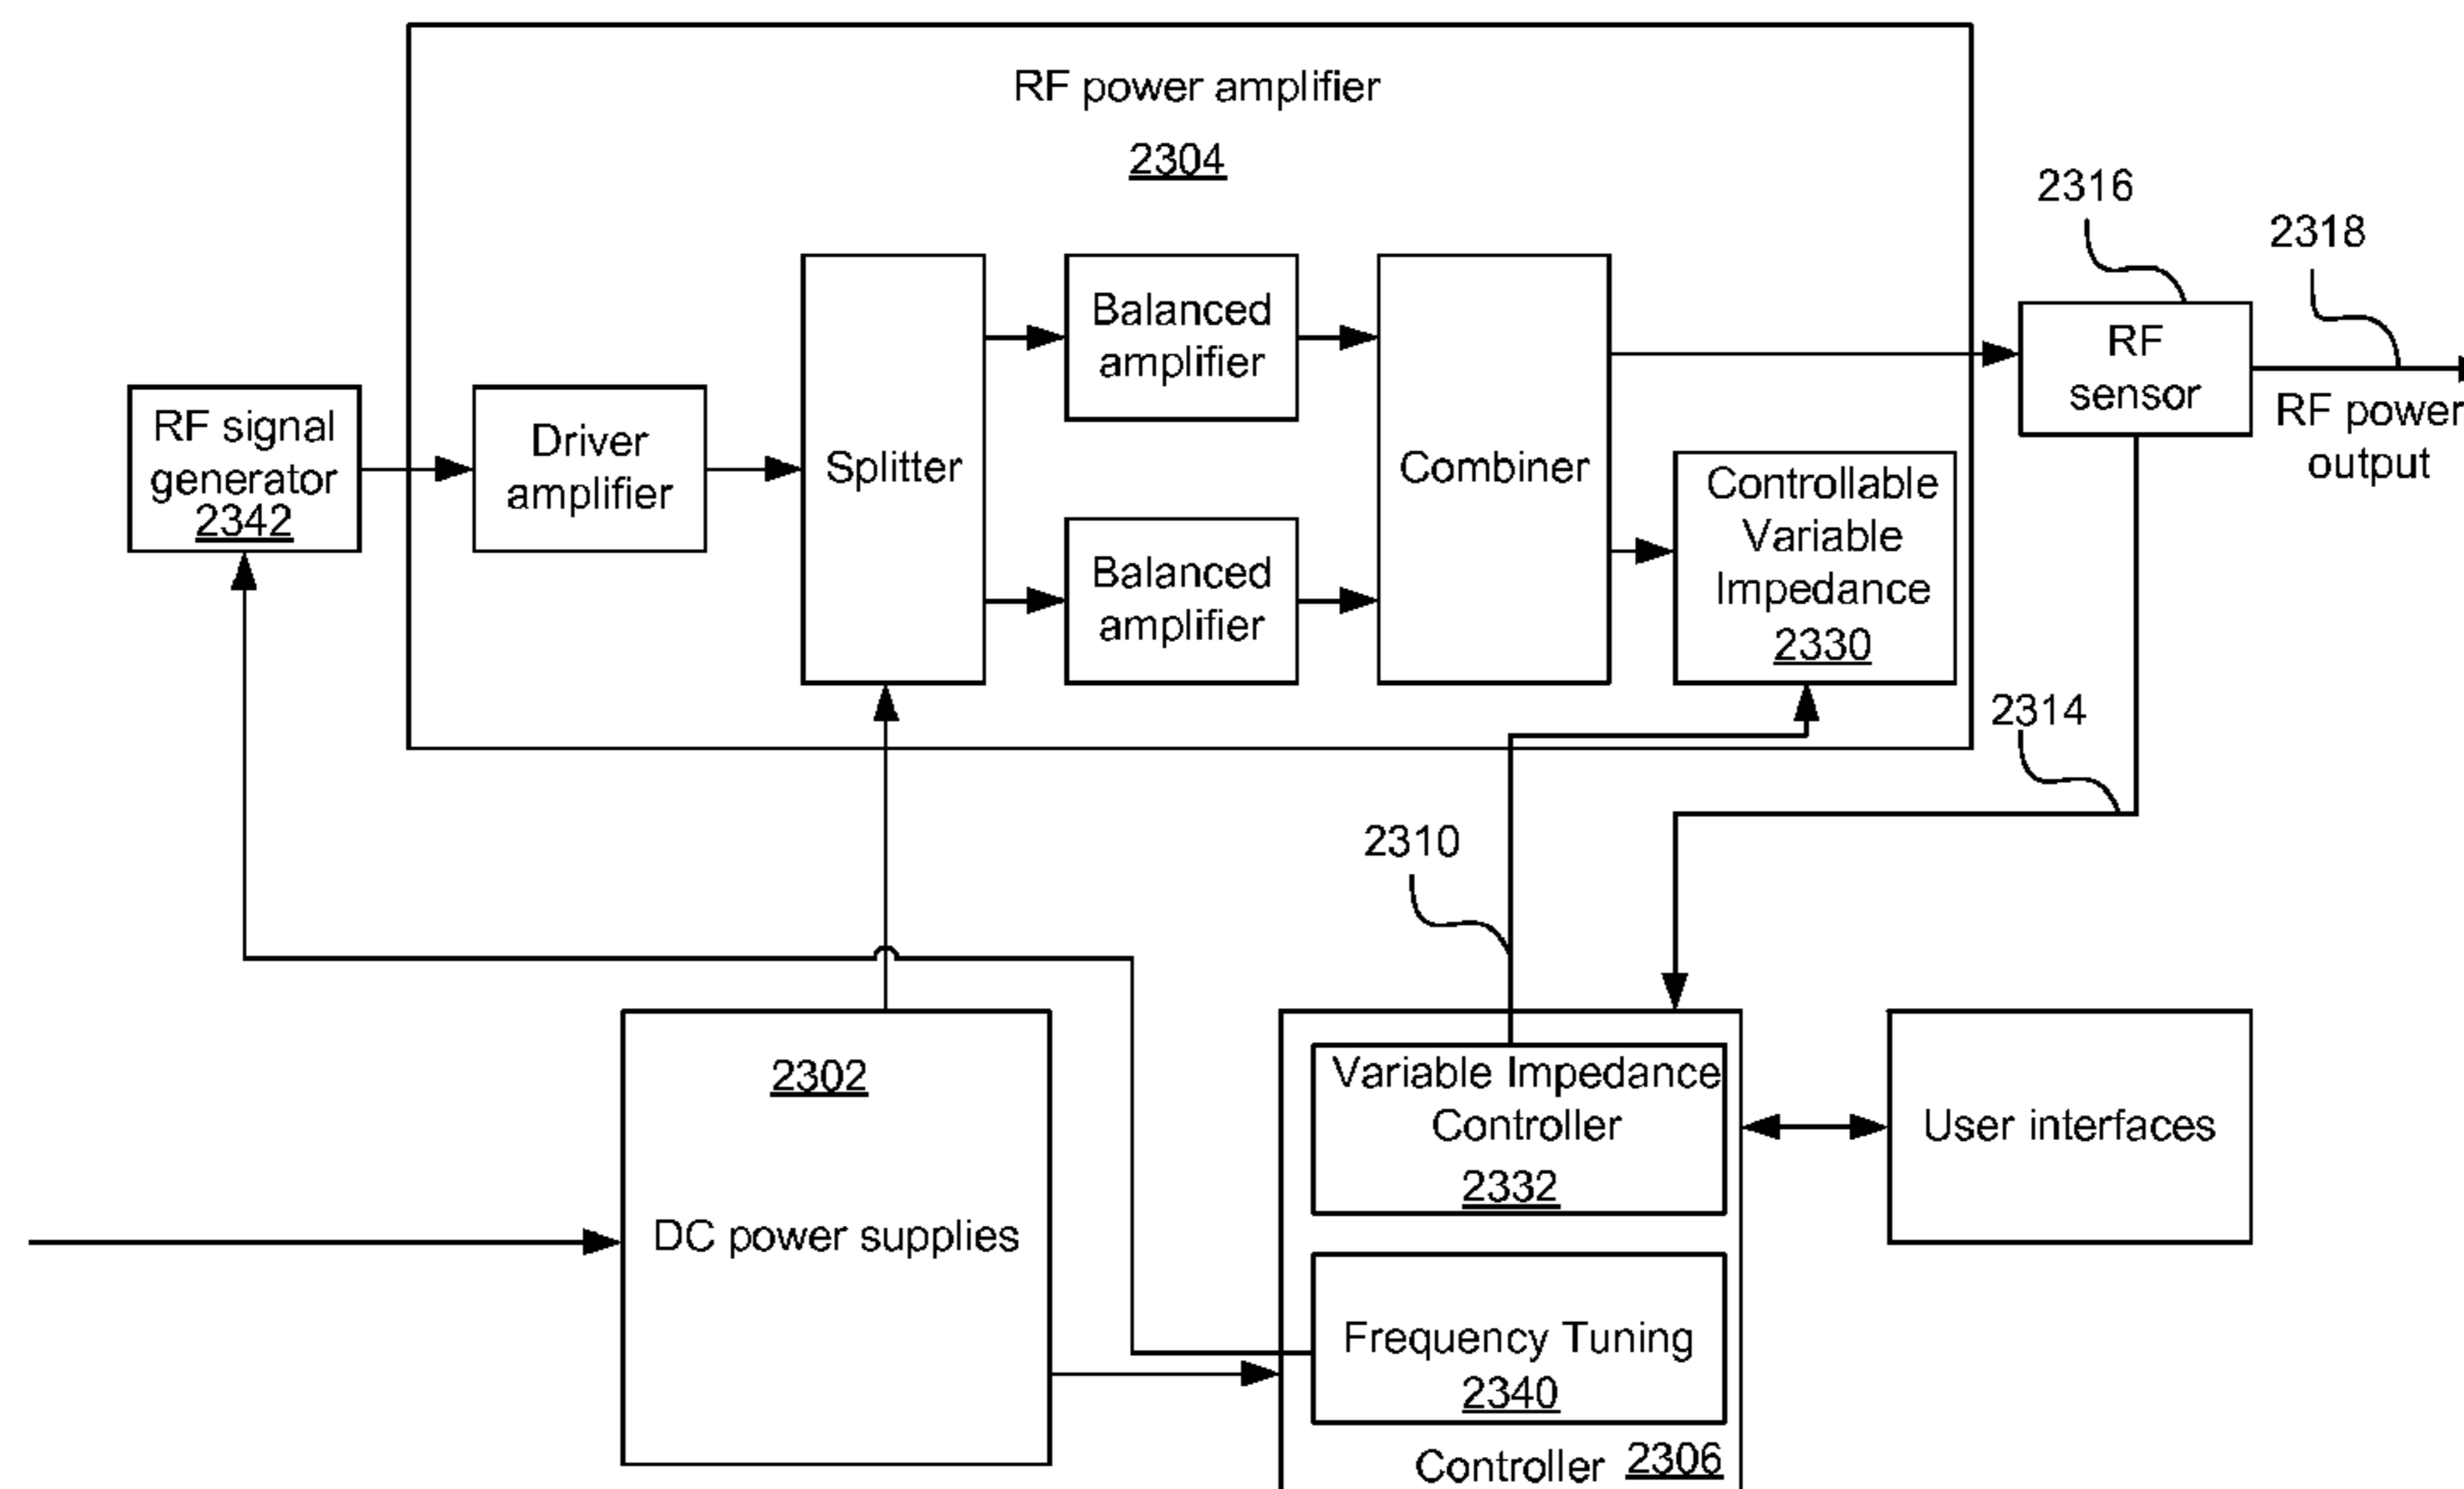 RF power amplifier
2304
2316
2318
RF signal
generator
2342
Driver
amplifier
Splitter
Balanced
amplifier
Balanced
amplifier
Combiner
Controllable
Variable
Impedance
2330
RF
sensor
RF power
output
2314
2310
2302
DC power supplies
Variable Impedance
Controller
2332
Frequency Tuning
2340
Controller 2306
User interfaces